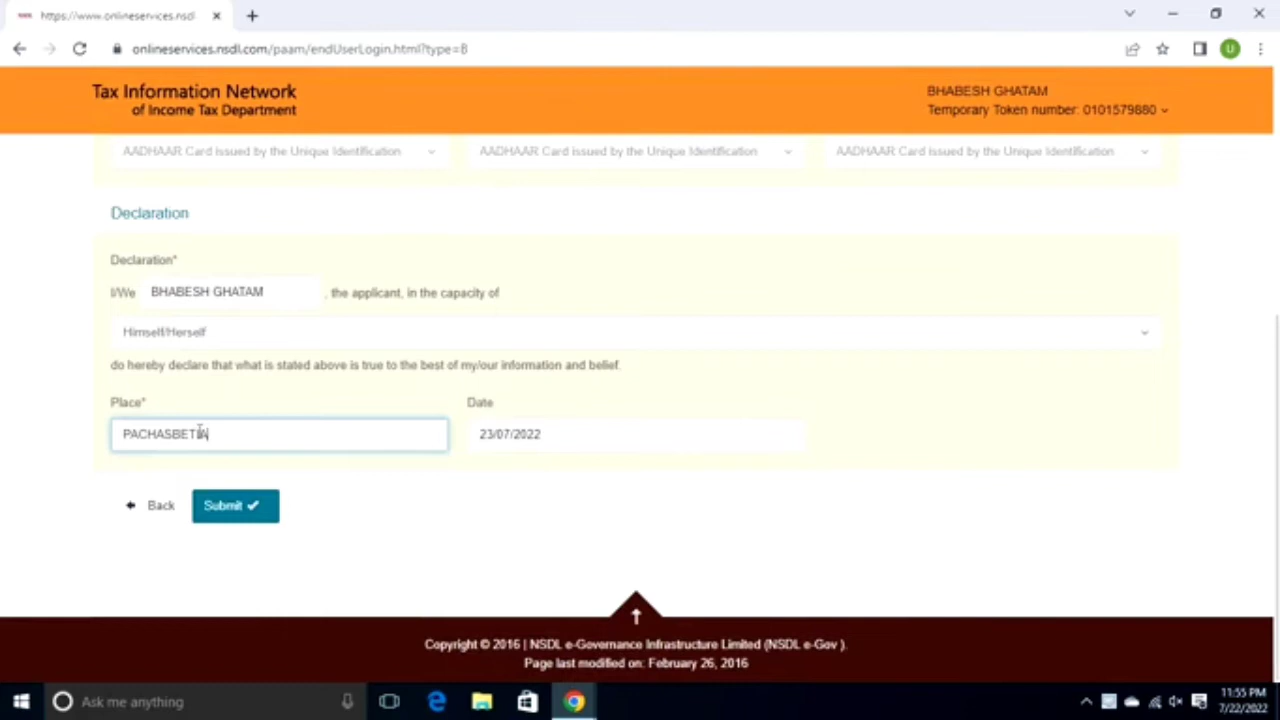 https://www.onlineservices.nsdl
onlineservices.nsdl.com/paam/endUserLogin.html?type=B
U
Tax Information Network
of Income Tax Department
BHABESH GHATAM
Temporary Token number: 0101579880
AADHAAR Card issued by the Unique Identification
AADHAAR Card issued by the Unique Identification
AADHAAR Card issued by the Unique Identification
Declaration
Declaration*
I/We BHABESH GHATAM , the applicant, in the capacity of
Himself/Herself
do hereby declare that what is stated above is true to the best of my/our information and belief.
Place* Date
23/07/2022
Back Submit
Copyright © 2016 | NSDL e-Governance Infrastructure Limited (NSDL e-Gov ).
Page last modified on: February 26, 2016
Ask me anything
11:55 PM
7/22/2022